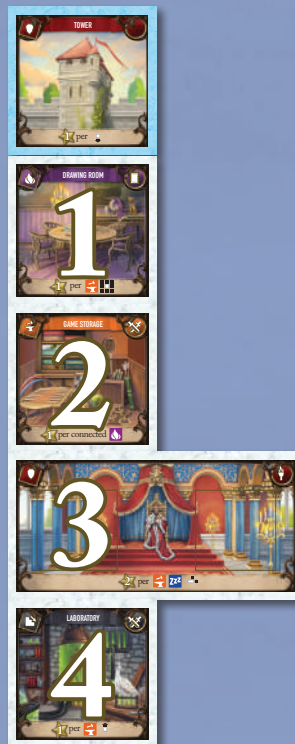 TOWER
1 per
DRAWING ROOM
1
1 per
GAME STORAGE
2
1 per connected
3
2 per ZZZ
LABORATORY
4
1 per